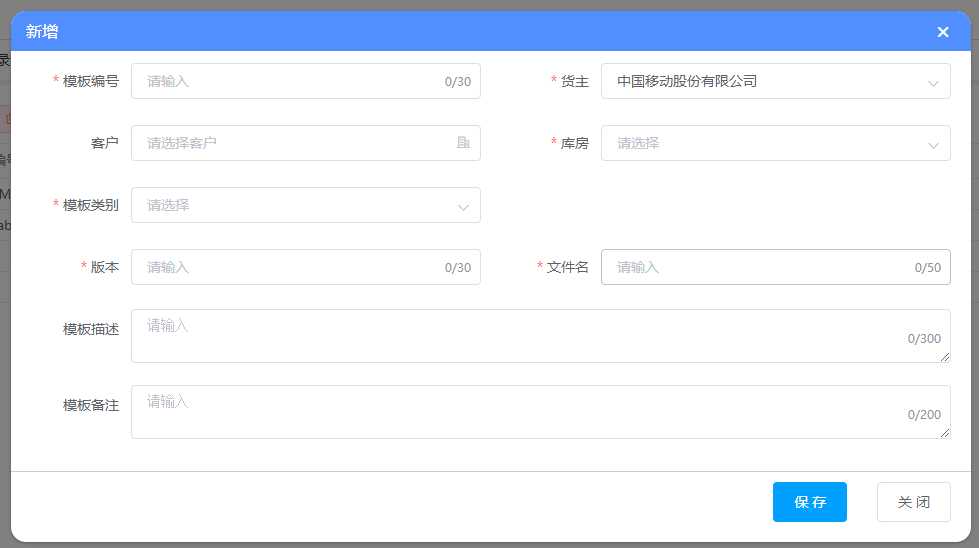 新增
* 模板编号 请输入 0/30 * 货主 中国移动股份有限公司
客户 请选择客户 * 库房 请选择
* 模板类别 请选择
* 版本 请输入 0/30 * 文件名 请输入 0/50
模板描述 请输入 0/300
模板备注 请输入 0/200
保 存 关 闭